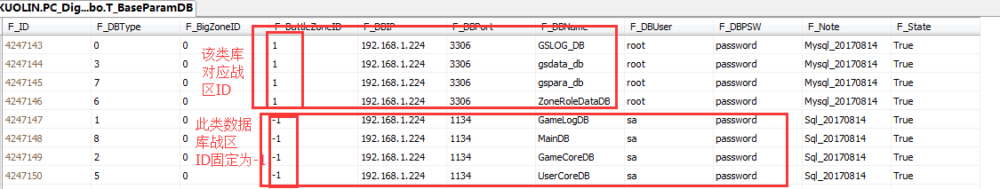 KUOLIN.PC_Dig...bo.T_BaseParamDB
F_ID F_DBType F_BigZoneID F_BattleZoneID F_DBIP F_DBPort F_DBName F_DBUser F_DBPSW F_Note F_State
4247143 0 0 1 192.168.1.224 3306 GSLOG_DB root password Mysql_20170814 True
4247144 3 0 1 192.168.1.224 3306 gsdata_db root password Mysql_20170814 True
4247145 7 0 1 192.168.1.224 3306 gspara_db root password Mysql_20170814 True
4247146 6 0 1 192.168.1.224 3306 ZoneRoleDataDB root password Mysql_20170814 True
4247147 1 0 -1 192.168.1.224 1134 GameLogDB sa password Sql_20170814 True
4247148 8 0 -1 192.168.1.224 1134 MainDB sa password Sql_20170814 True
4247149 2 0 -1 192.168.1.224 1134 GameCoreDB sa password Sql_20170814 True
4247150 5 0 -1 192.168.1.224 1134 UserCoreDB sa password Sql_20170814 True
该类库
对应战
区ID
此类数据
库战区
ID固定为-1